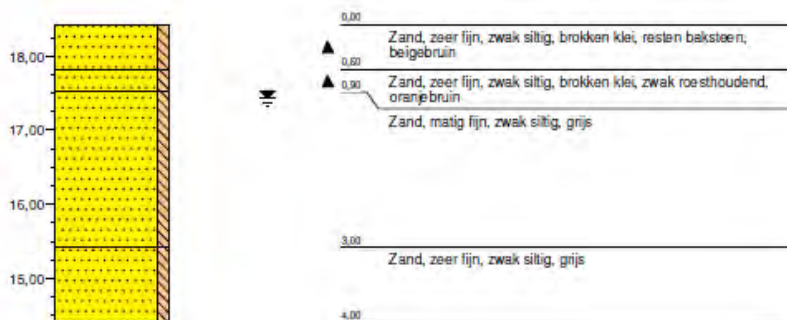 0,00
Zand, zeer fijn, zwak siltig, brokken klei, resten baksteen,
beigebruin
18,00
0,60
Zand, zeer fijn, zwak siltig, brokken klei, zwak roesthoudend,
0,90
oranjebruin
17,00
Zand, matig fijn, zwak siltig, grijs
16,00
3,00
Zand, zeer fijn, zwak siltig, grijs
15,00
4,00